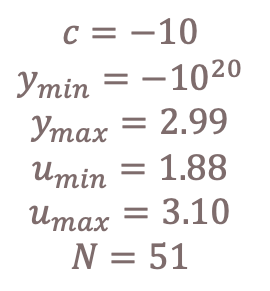 c = −10
y_min = −10^20
y_max = 2.99
u_min = 1.88
u_max = 3.10
N = 51